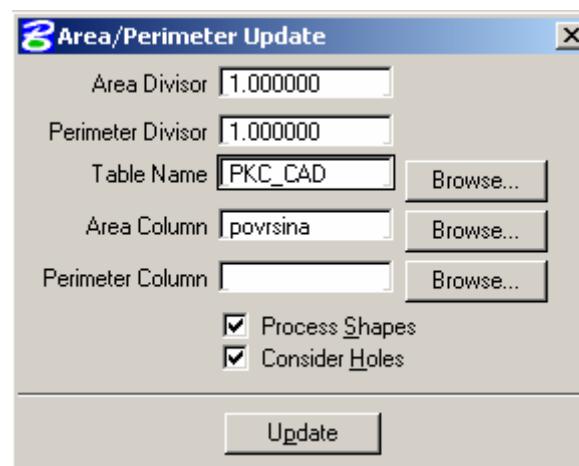 Area/Perimeter Update
Area Divisor 1.000000
Perimeter Divisor 1.000000
Table Name PKC_CAD Browse...
Area Column povrsina Browse...
Perimeter Column Browse...
Process Shapes
Consider Holes
Update